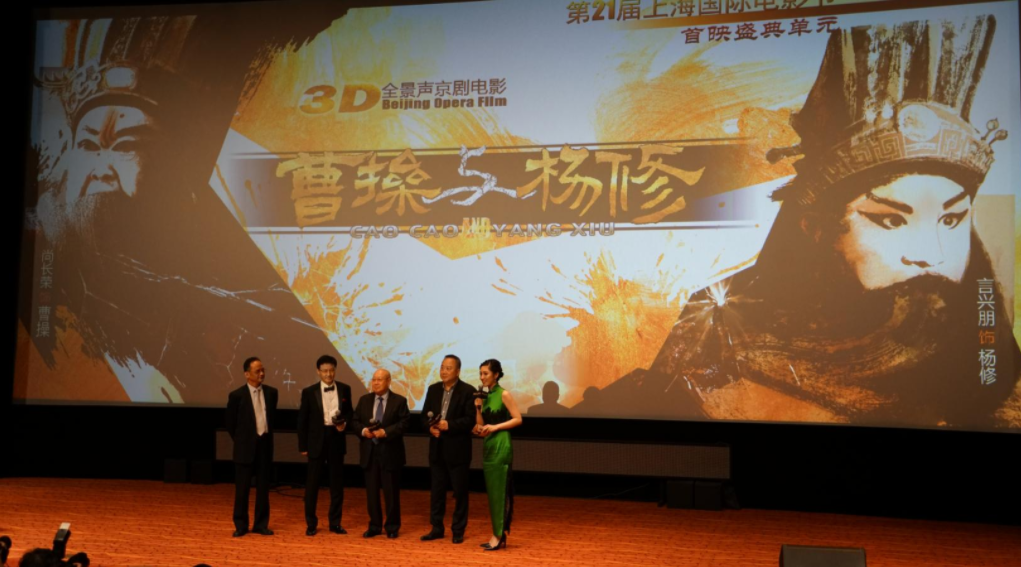 第21届上海国际电影节
首映盛典单元
3D 全景声京剧电影
Beijing Opera Film
曹操与杨修
CAO CAO AND YANG XIU
尚长荣 饰 曹操
言兴朋 饰 杨修